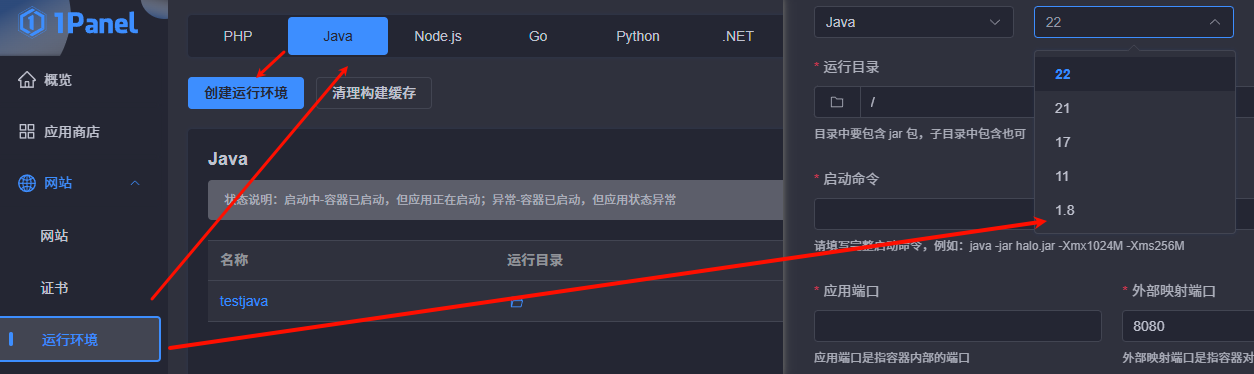 1Panel
概览
应用商店
网站
网站
证书
运行环境
PHP Java Node.js Go Python .NET
创建运行环境 清理构建缓存
Java
状态说明：启动中-容器已启动，但应用正在启动；异常-容器已启动，但应用状态异常
名称 运行目录
testjava
Java 22
22
21
17
11
1.8
* 运行目录
/
目录中要包含 jar 包，子目录中包含也可
* 启动命令
请填写完整启动命令，例如：java -jar halo.jar -Xmx1024M -Xms256M
* 应用端口 * 外部映射端口
8080
应用端口是指容器内部的端口 外部映射端口是指容器对